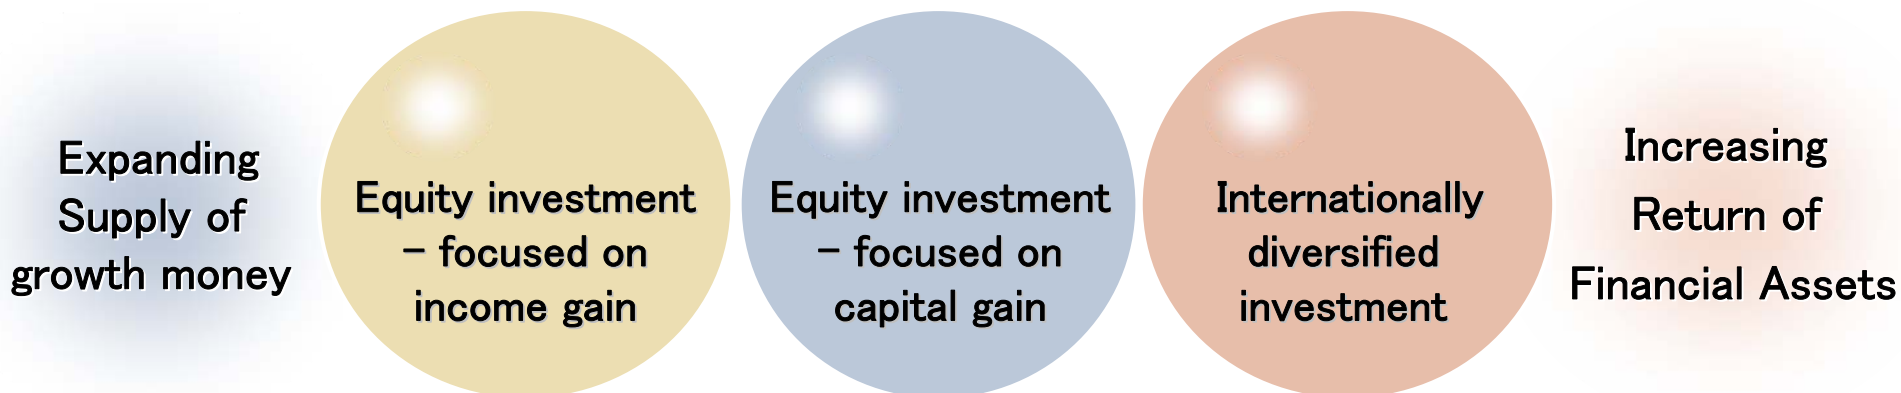 Expanding
Supply of
growth money
Equity investment
– focused on
income gain
Equity investment
– focused on
capital gain
Internationally
diversified
investment
Increasing
Return of
Financial Assets